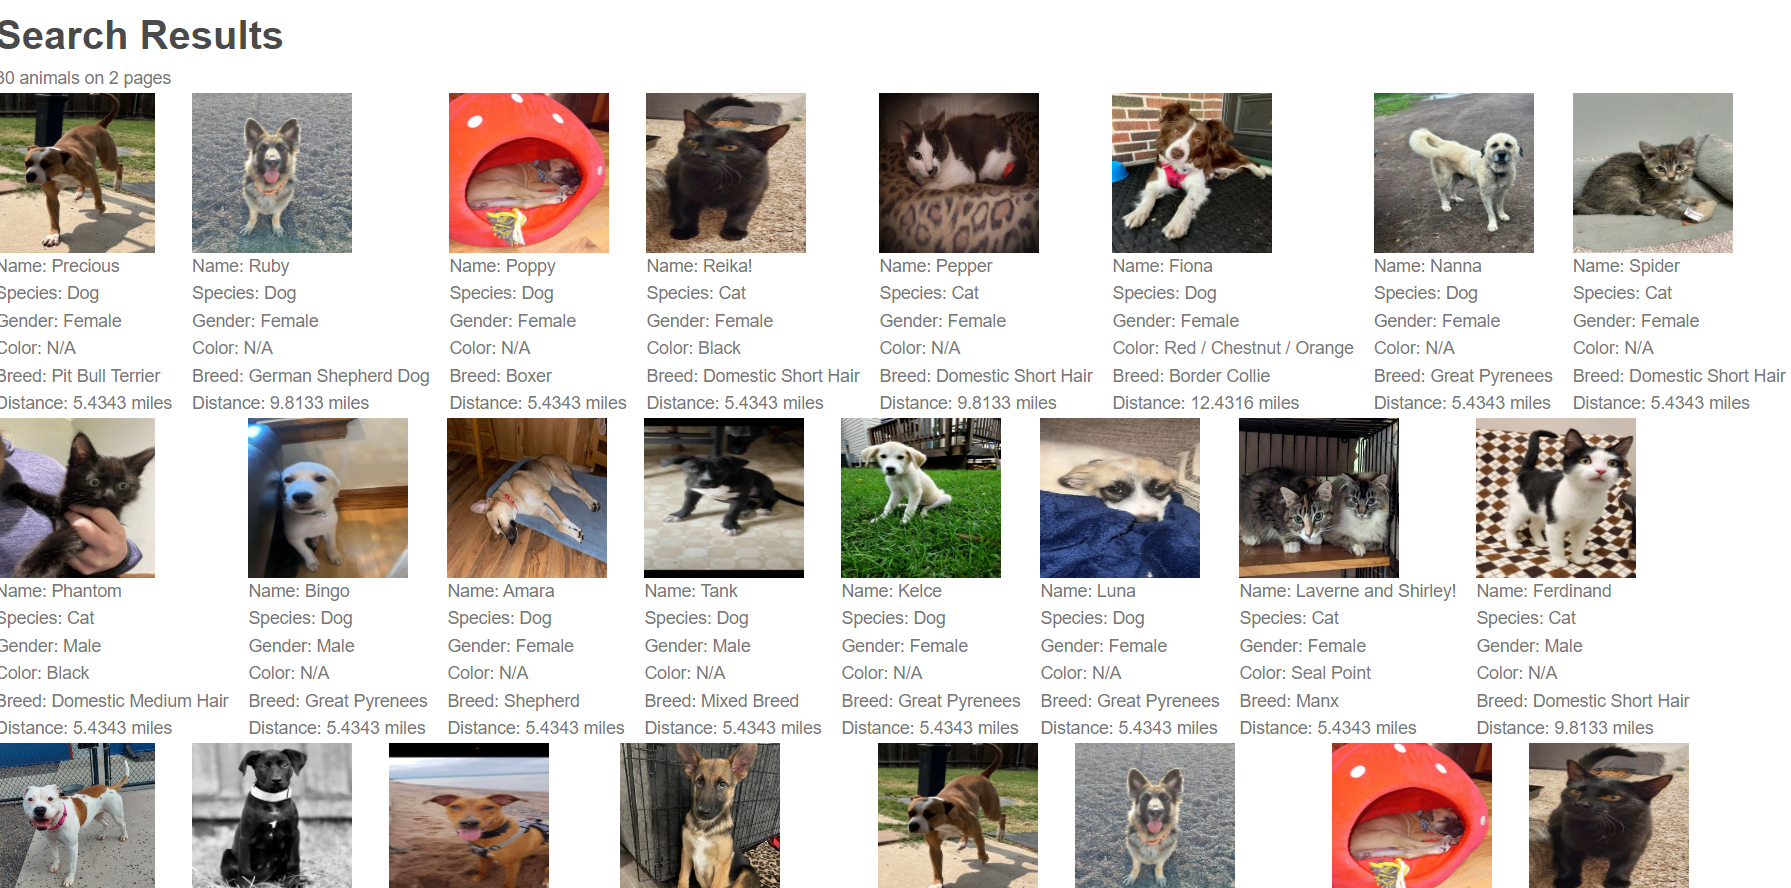 Search Results
30 animals on 2 pages
Name: Precious
Species: Dog
Gender: Female
Color: N/A
Breed: Pit Bull Terrier
Distance: 5.4343 miles
Name: Ruby
Species: Dog
Gender: Female
Color: N/A
Breed: German Shepherd Dog
Distance: 9.8133 miles
Name: Poppy
Species: Dog
Gender: Female
Color: N/A
Breed: Boxer
Distance: 5.4343 miles
Name: Reika!
Species: Cat
Gender: Female
Color: Black
Breed: Domestic Short Hair
Distance: 5.4343 miles
Name: Pepper
Species: Cat
Gender: Female
Color: N/A
Breed: Domestic Short Hair
Distance: 9.8133 miles
Name: Fiona
Species: Dog
Gender: Female
Color: Red / Chestnut / Orange
Breed: Border Collie
Distance: 12.4316 miles
Name: Nanna
Species: Dog
Gender: Female
Color: N/A
Breed: Great Pyrenees
Distance: 5.4343 miles
Name: Spider
Species: Cat
Gender: Female
Color: N/A
Breed: Domestic Short Hair
Distance: 5.4343 miles
Name: Phantom
Species: Cat
Gender: Male
Color: Black
Breed: Domestic Medium Hair
Distance: 5.4343 miles
Name: Bingo
Species: Dog
Gender: Male
Color: N/A
Breed: Great Pyrenees
Distance: 5.4343 miles
Name: Amara
Species: Dog
Gender: Female
Color: N/A
Breed: Shepherd
Distance: 5.4343 miles
Name: Tank
Species: Dog
Gender: Male
Color: N/A
Breed: Mixed Breed
Distance: 5.4343 miles
Name: Kelce
Species: Dog
Gender: Female
Color: N/A
Breed: Great Pyrenees
Distance: 5.4343 miles
Name: Luna
Species: Dog
Gender: Female
Color: N/A
Breed: Great Pyrenees
Distance: 5.4343 miles
Name: Laverne and Shirley!
Species: Cat
Gender: Female
Color: Seal Point
Breed: Manx
Distance: 5.4343 miles
Name: Ferdinand
Species: Cat
Gender: Male
Color: N/A
Breed: Domestic Short Hair
Distance: 9.8133 miles